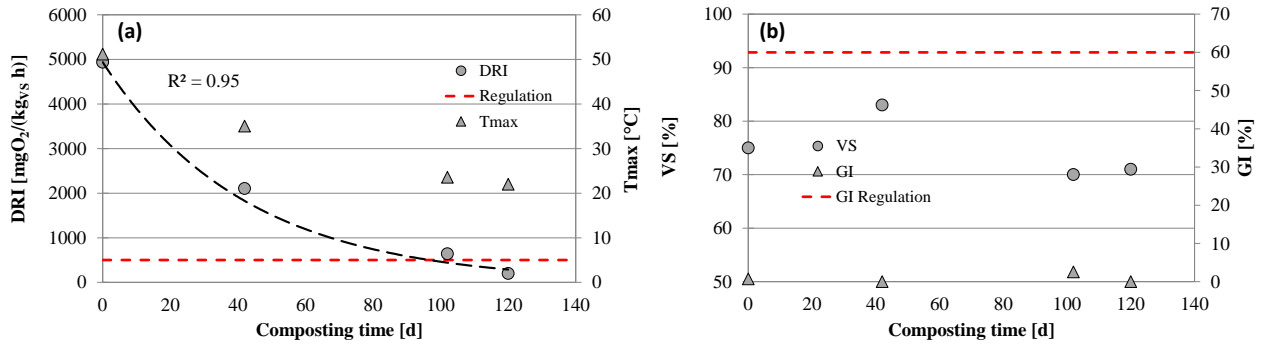 (a)
DRI [mgO₂/(kgVS h)]
6000
5000
4000
3000
2000
1000
0
R² = 0.95
DRI
Regulation
Tmax
60
50
40
30
20
10
0
Tmax [°C]
0 20 40 60 80 100 120 140
Composting time [d]
(b)
VS [%]
100
90
80
70
60
50
VS
GI
GI Regulation
70
60
50
40
30
20
10
0
GI [%]
0 20 40 60 80 100 120 140
Composting time [d]